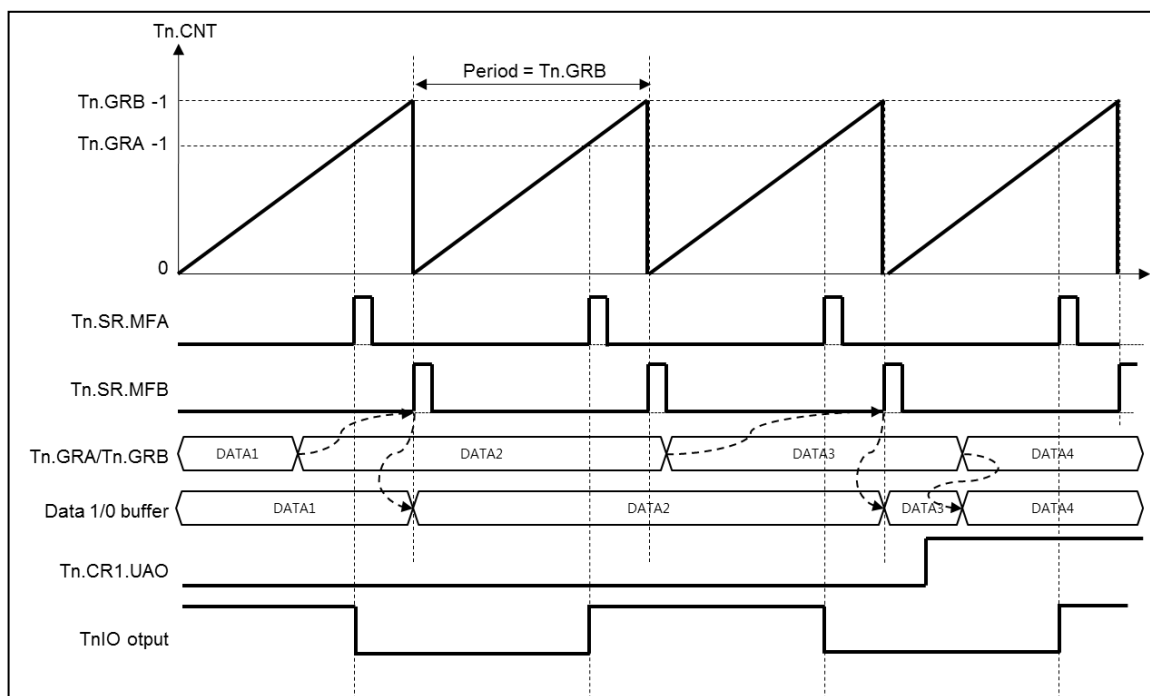 Tn.CNT
Period = Tn.GRB
Tn.GRB -1
Tn.GRA -1
0
Tn.SR.MFA
Tn.SR.MFB
Tn.GRA/Tn.GRB DATA1 DATA2 DATA3 DATA4
Data 1/0 buffer DATA1 DATA2 DATA3 DATA4
Tn.CR1.UAO
TnIO otput